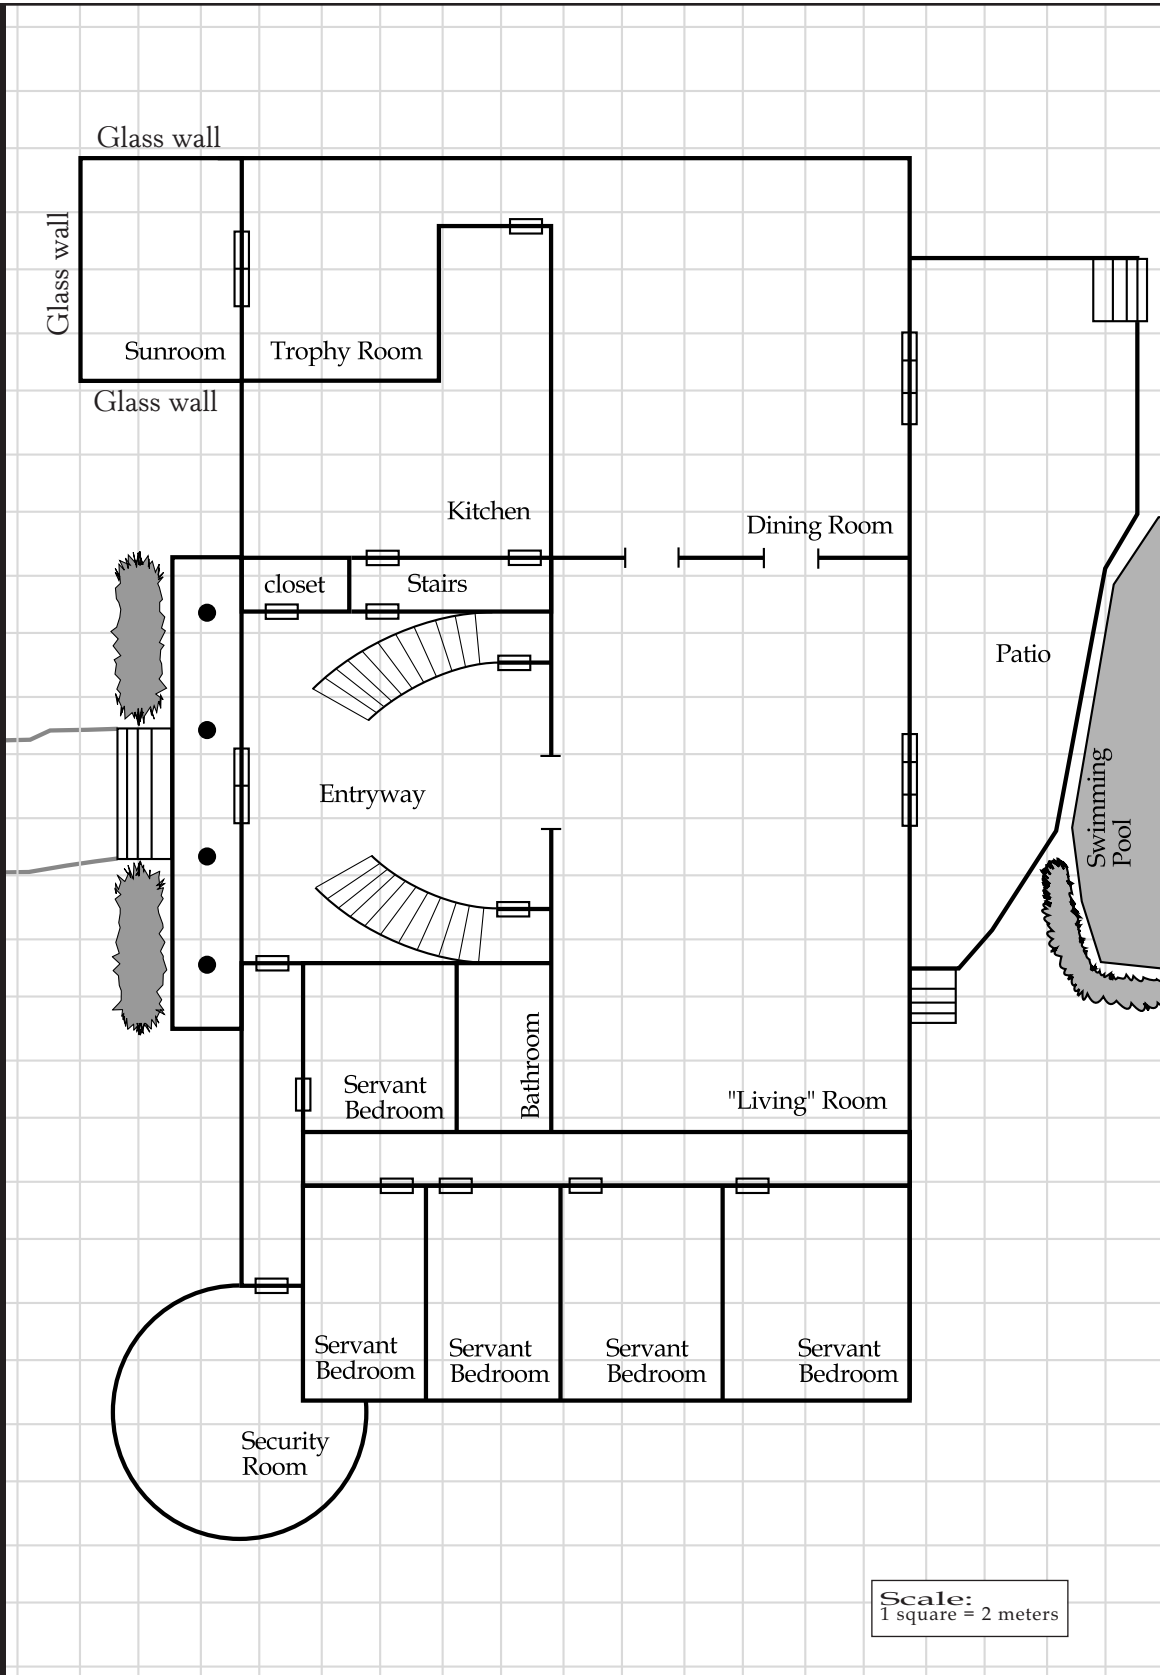 Glass wall
Glass wall
Sunroom
Trophy Room
Glass wall
Kitchen
Dining Room
closet
Stairs
Patio
Entryway
Swimming
Pool
Bathroom
Servant
Bedroom
"Living" Room
Servant
Bedroom
Servant
Bedroom
Servant
Bedroom
Servant
Bedroom
Security
Room
Scale:
1 square = 2 meters